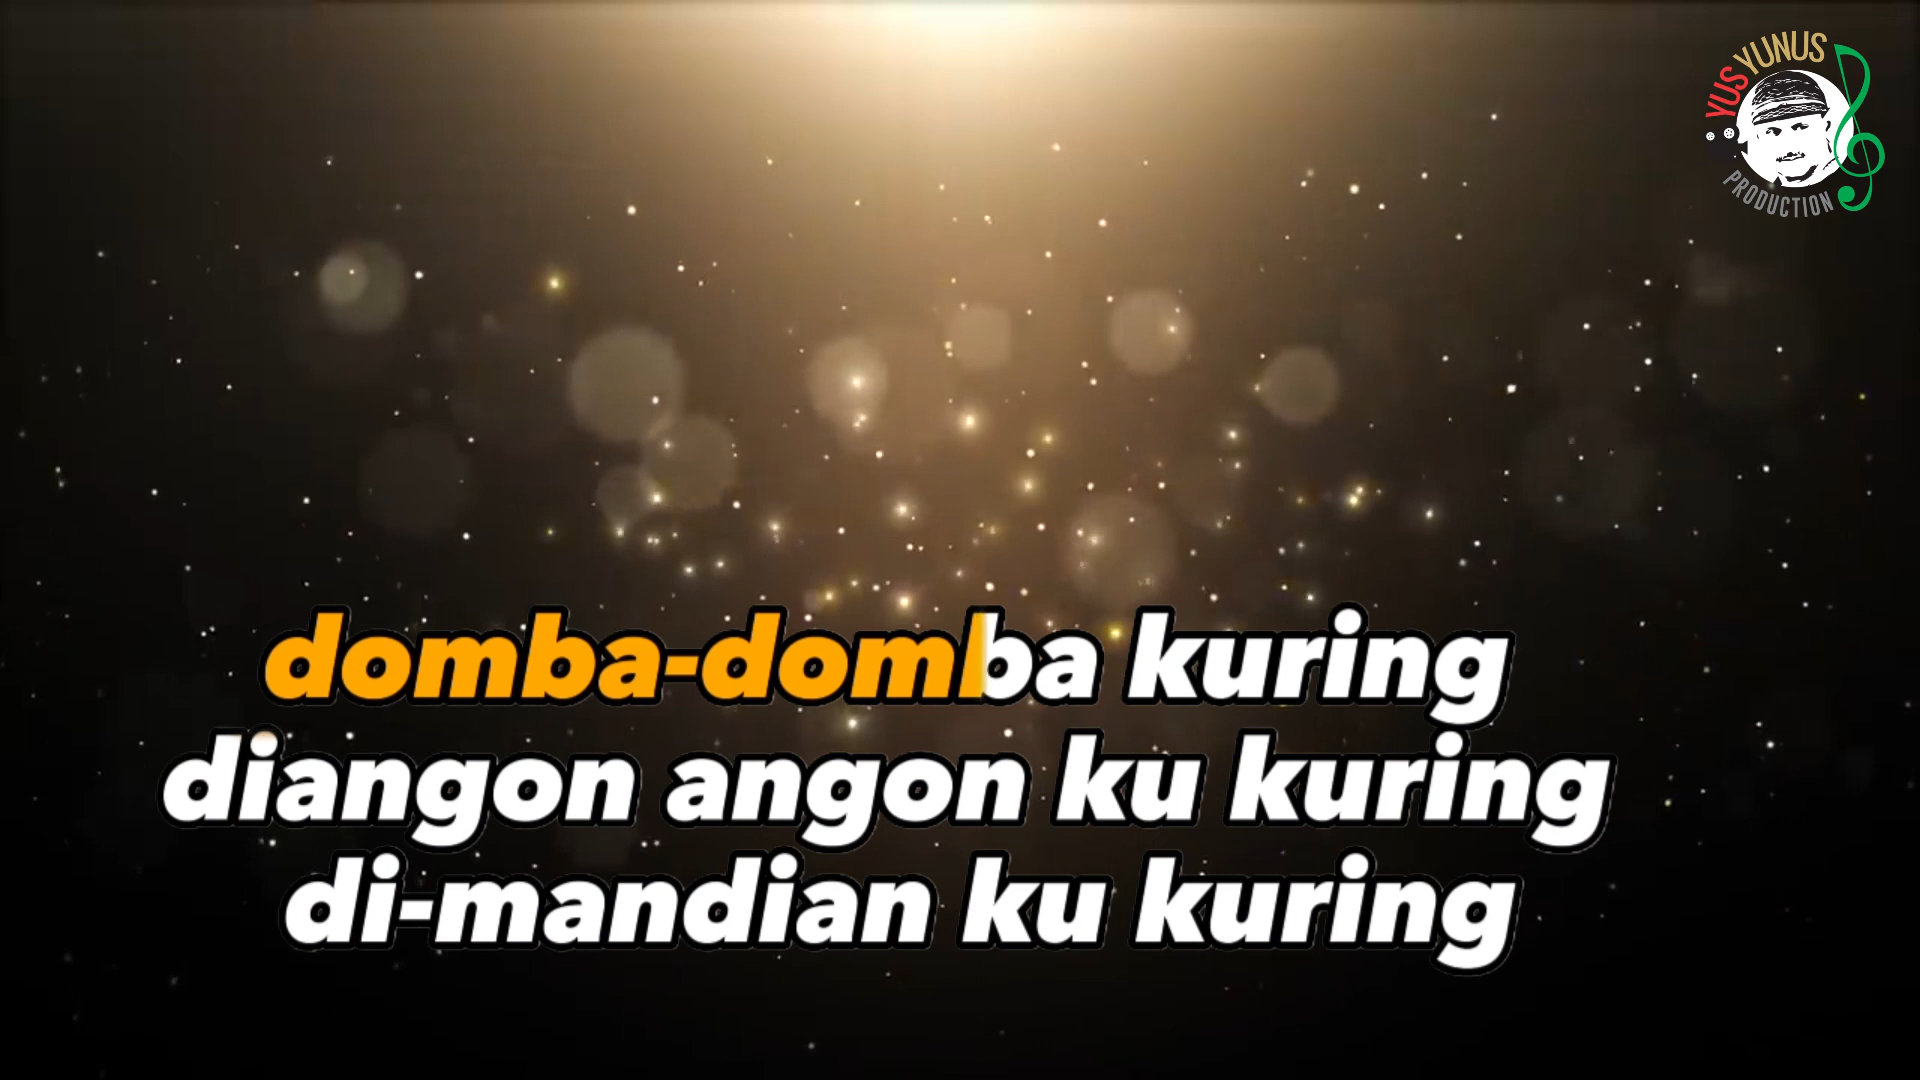 YUS YUNUS
PRODUCTION
domba-domba kuring
diangon angon ku kuring
di-mandian ku kuring